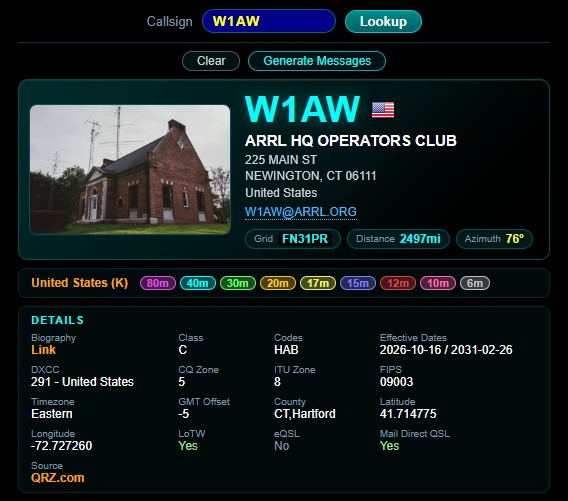 Callsign W1AW Lookup
Clear Generate Messages
W1AW
ARRL HQ OPERATORS CLUB
225 MAIN ST
NEWINGTON, CT 06111
United States
W1AW@ARRL.ORG
Grid FN31PR Distance 2497mi Azimuth 76°
United States (K) 80m 40m 30m 20m 17m 15m 12m 10m 6m
DETAILS
Biography Class Codes Effective Dates
Link C HAB 2026-10-16 / 2031-02-26
DXCC CQ Zone ITU Zone FIPS
291 - United States 5 8 09003
Timezone GMT Offset County Latitude
Eastern -5 CT,Hartford 41.714775
Longitude LoTW eQSL Mail Direct QSL
-72.727260 Yes No Yes
Source
QRZ.com